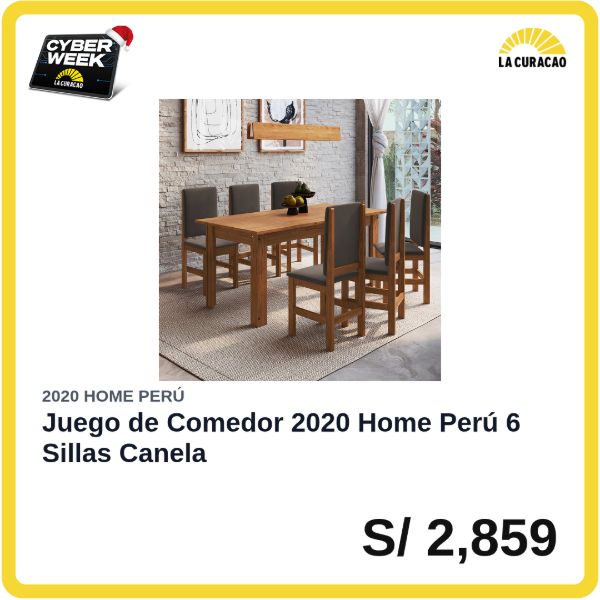 CYBER
WEEK
LA CURACAO
LA CURACAO
2020 HOME PERÚ
Juego de Comedor 2020 Home Perú 6
Sillas Canela
S/ 2,859